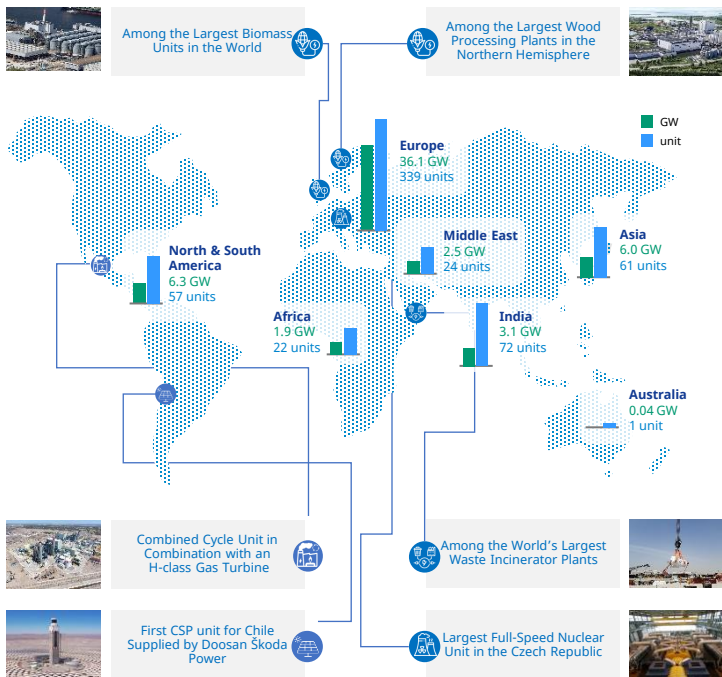 Among the Largest Biomass
Units in the World
Among the Largest Wood
Processing Plants in the
Northern Hemisphere
GW
unit
Europe
36.1 GW
339 units
North & South
America
6.3 GW
57 units
Middle East
2.5 GW
24 units
Asia
6.0 GW
61 units
Africa
1.9 GW
22 units
India
3.1 GW
72 units
Australia
0.04 GW
1 unit
Combined Cycle Unit in
Combination with an
H-class Gas Turbine
Among the World’s Largest
Waste Incinerator Plants
First CSP unit for Chile
Supplied by Doosan Škoda
Power
Largest Full-Speed Nuclear
Unit in the Czech Republic